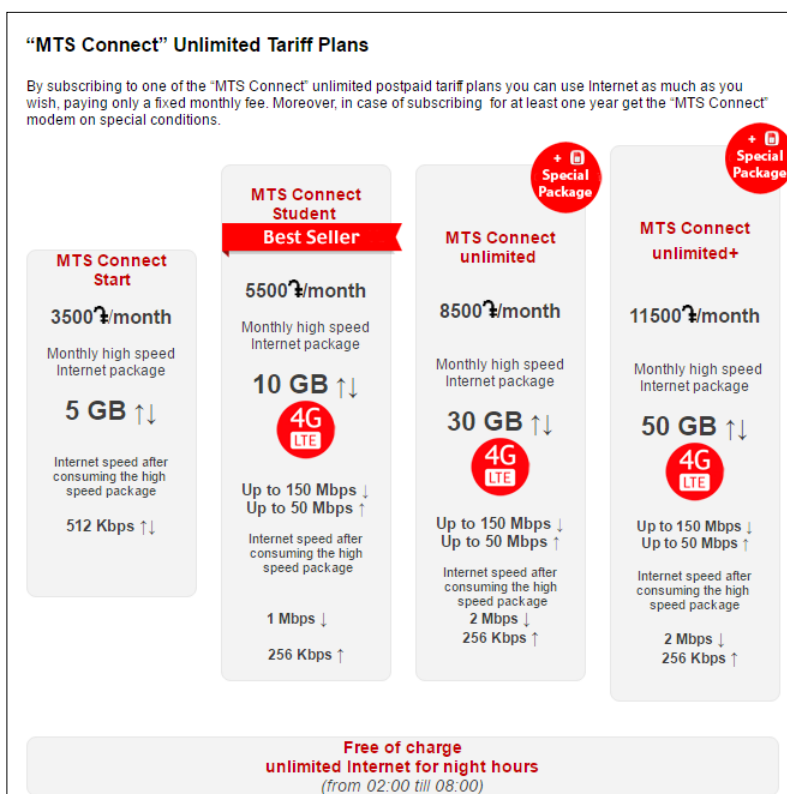 “MTS Connect” Unlimited Tariff Plans
By subscribing to one of the “MTS Connect” unlimited postpaid tariff plans you can use Internet as much as you
wish, paying only a fixed monthly fee. Moreover, in case of subscribing for at least one year get the “MTS Connect”
modem on special conditions.
MTS Connect
Start
3500֏/month
Monthly high speed
Internet package
5 GB ↑↓
Internet speed after
consuming the high
speed package
512 Kbps ↑↓
MTS Connect
Student
Best Seller
5500֏/month
Monthly high speed
Internet package
10 GB ↑↓
4G
LTE
Up to 150 Mbps ↓
Up to 50 Mbps ↑
Internet speed after
consuming the high
speed package
1 Mbps ↓
256 Kbps ↑
+
Special
Package
MTS Connect
unlimited
8500֏/month
Monthly high speed
Internet package
30 GB ↑↓
4G
LTE
Up to 150 Mbps ↓
Up to 50 Mbps ↑
Internet speed after
consuming the high
speed package
2 Mbps ↓
256 Kbps ↑
+
Special
Package
MTS Connect
unlimited+
11500֏/month
Monthly high speed
Internet package
50 GB ↑↓
4G
LTE
Up to 150 Mbps ↓
Up to 50 Mbps ↑
Internet speed after
consuming the high
speed package
2 Mbps ↓
256 Kbps ↑
Free of charge
unlimited Internet for night hours
(from 02:00 till 08:00)